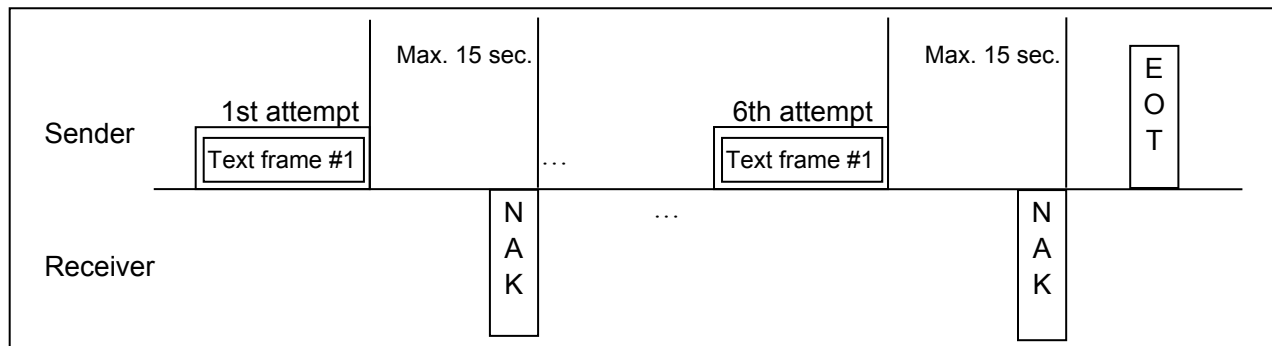 Max. 15 sec.
Max. 15 sec.
1st attempt
6th attempt
Sender
Text frame #1
...
Text frame #1
E
O
T
...
N
A
K
N
A
K
Receiver